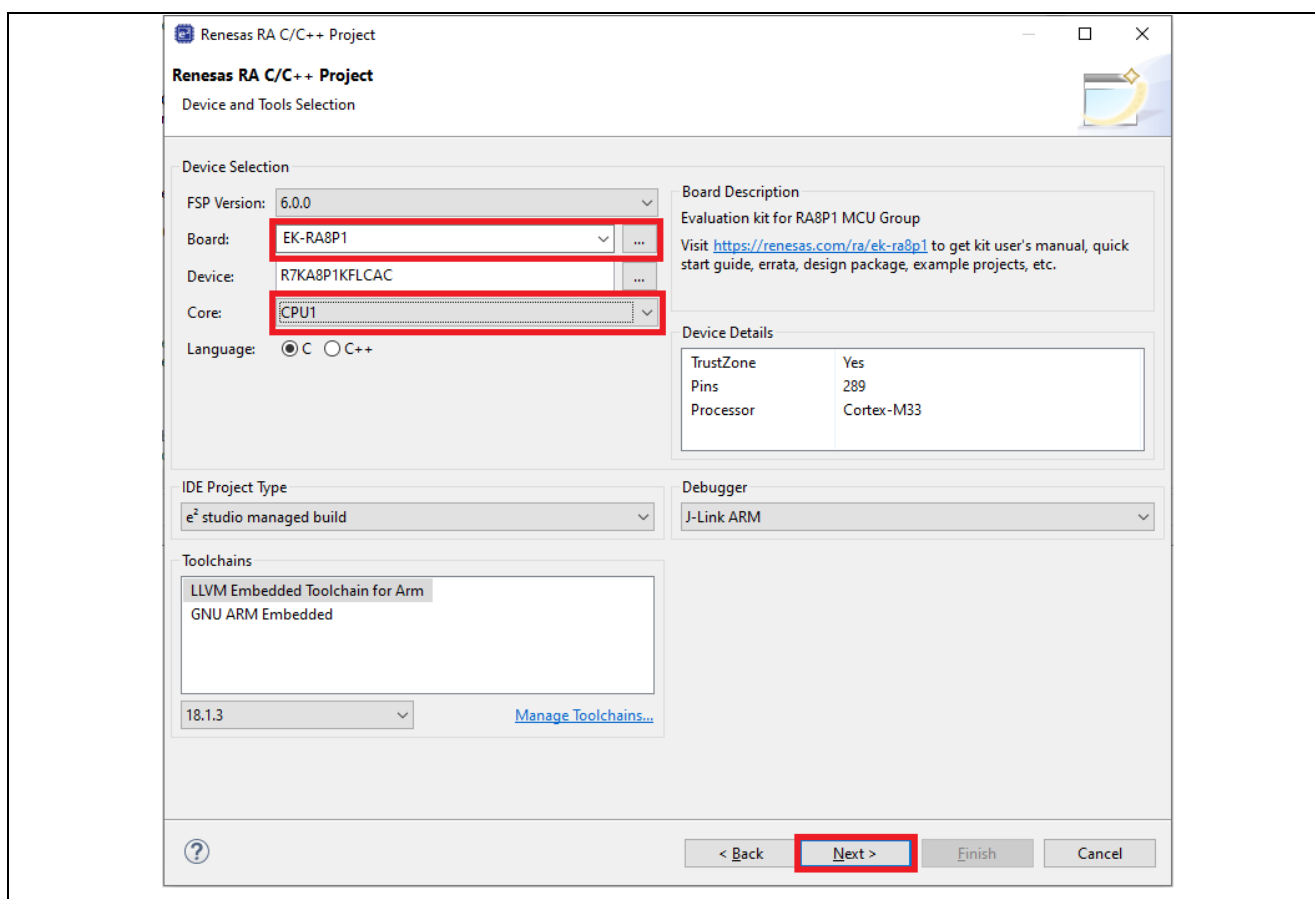 Renesas RA C/C++ Project
Renesas RA C/C++ Project
Device and Tools Selection
Device Selection
FSP Version: 6.0.0
Board: EK-RA8P1 ...
Device: R7KA8P1KFLCAC ...
Core: CPU1
Language: C C++
Board Description
Evaluation kit for RA8P1 MCU Group
Visit https://renesas.com/ra/ek-ra8p1 to get kit user's manual, quick
start guide, errata, design package, example projects, etc.
Device Details
TrustZone Yes
Pins 289
Processor Cortex-M33
IDE Project Type
e² studio managed build
Debugger
J-Link ARM
Toolchains
LLVM Embedded Toolchain for Arm
GNU ARM Embedded
18.1.3 Manage Toolchains...
? < Back Next > Finish Cancel